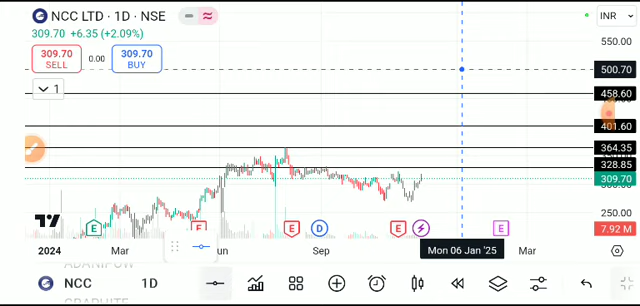 NCC LTD · 1D · NSE
INR
309.70 +6.35 (+2.09%)
550.00
309.70 SELL 0.00 309.70 BUY
500.70
1
458.60
401.60
364.35
328.85
309.70
250.00
E E E D E E
7.92 M
2024 Mar Sep Mon 06 Jan '25 Mar
NCC 1D